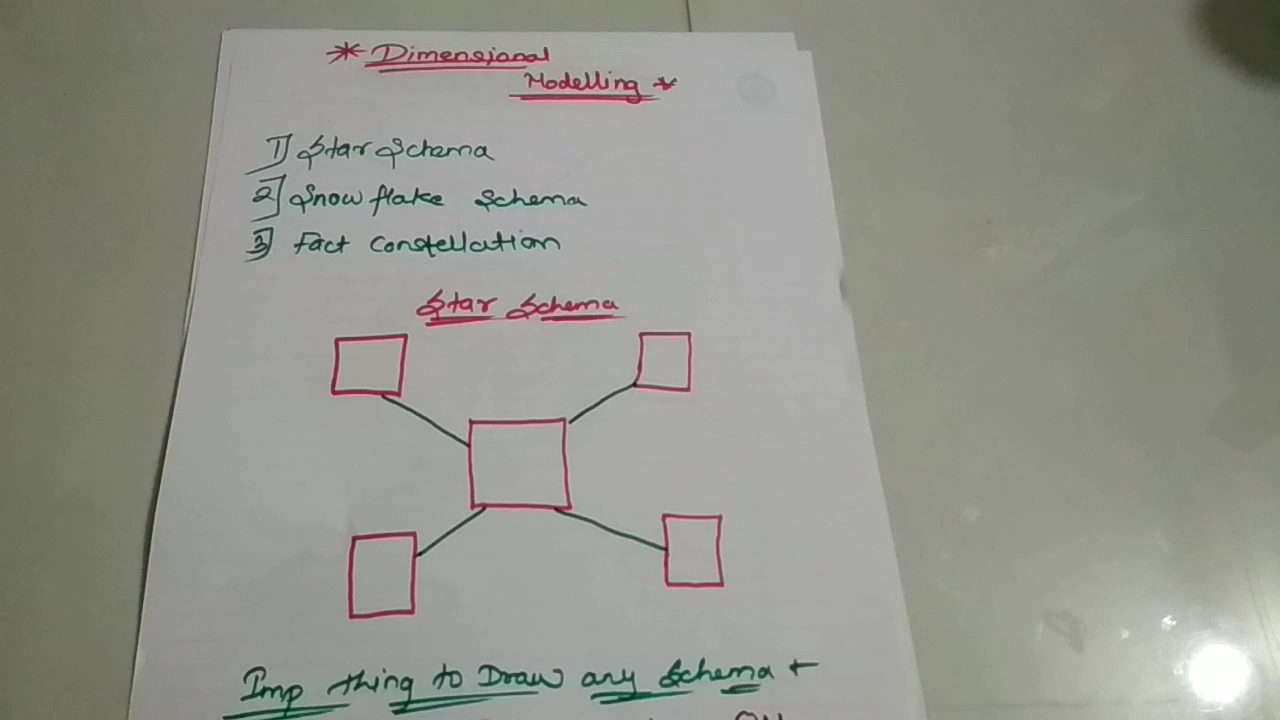 * Dimensional
Modelling *
1] Star Schema
2] Snow flake Schema
3] Fact Constellation
Star Schema
Imp thing to Draw any Schema +